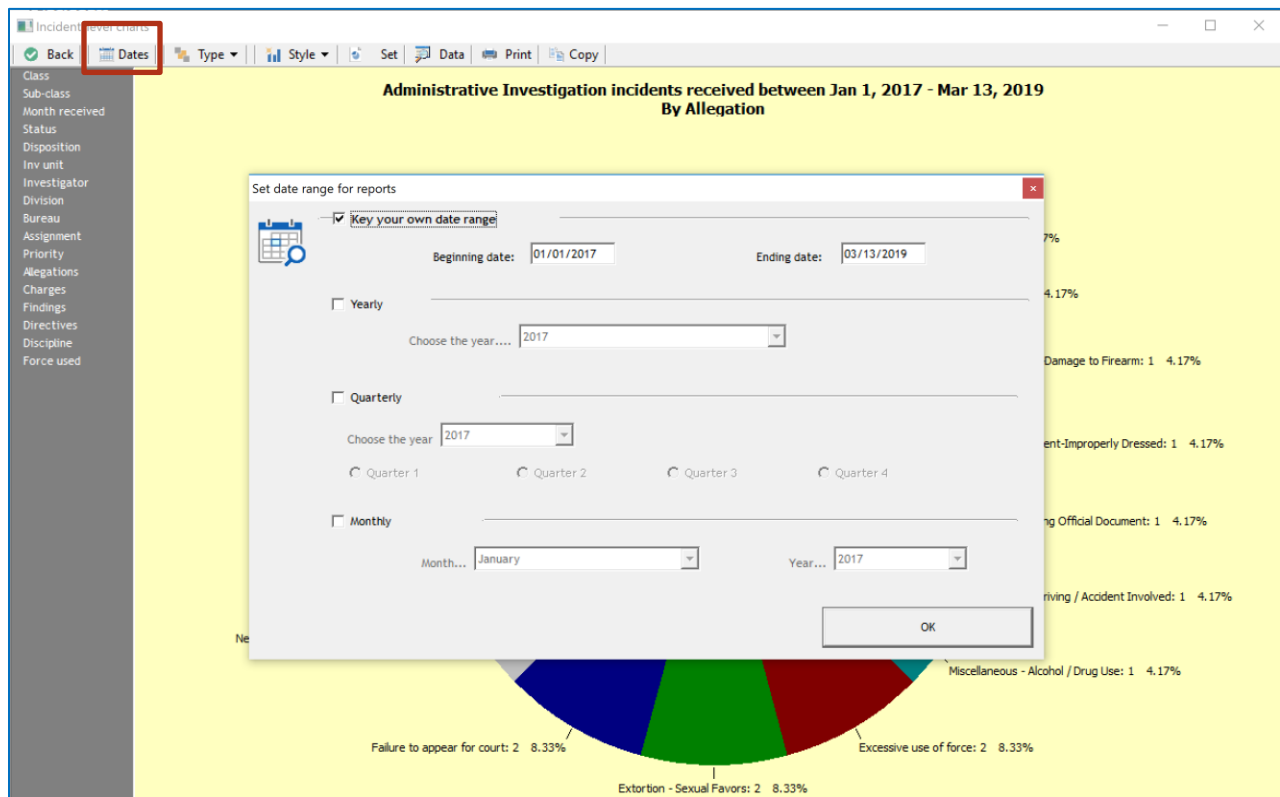 Incident level charts
Back Dates Type Style Set Data Print Copy
Class
Sub-class
Month received
Status
Disposition
Inv unit
Investigator
Division
Bureau
Assignment
Priority
Allegations
Charges
Findings
Directives
Discipline
Force used
Administrative Investigation incidents received between Jan 1, 2017 - Mar 13, 2019
By Allegation
Set date range for reports
Key your own date range
Beginning date: 01/01/2017 Ending date: 03/13/2019
Yearly
Choose the year.... 2017
Quarterly
Choose the year 2017
Quarter 1 Quarter 2 Quarter 3 Quarter 4
Monthly
Month... January Year... 2017
OK
7%
4.17%
Damage to Firearm: 1 4.17%
ent-Improperly Dressed: 1 4.17%
ng Official Document: 1 4.17%
riving / Accident Involved: 1 4.17%
Ne
Miscellaneous - Alcohol / Drug Use: 1 4.17%
Failure to appear for court: 2 8.33%
Excessive use of force: 2 8.33%
Extortion - Sexual Favors: 2 8.33%